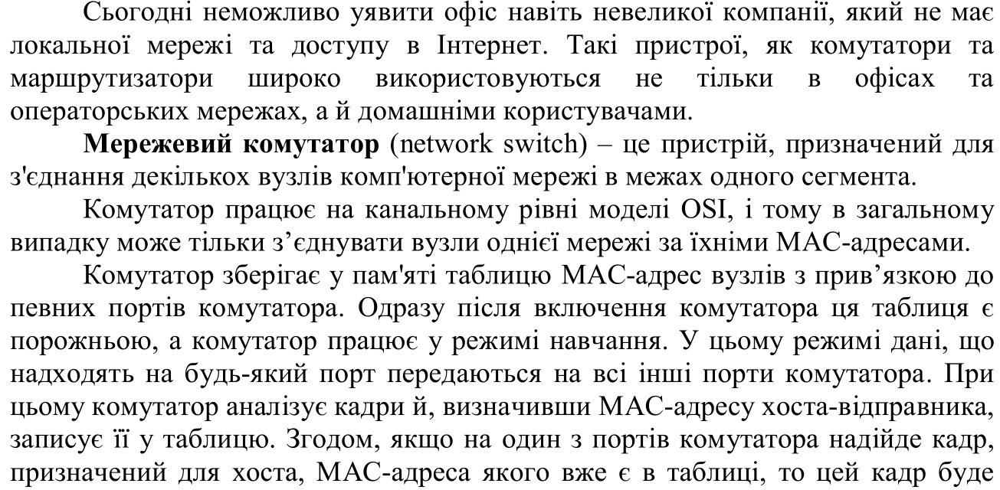 Сьогодні неможливо уявити офіс навіть невеликої компанії, який не має
локальної мережі та доступу в Інтернет. Такі пристрої, як комутатори та
маршрутизатори широко використовуються не тільки в офісах та
операторських мережах, а й домашніми користувачами.
Мережевий комутатор (network switch) – це пристрій, призначений для
з'єднання декількох вузлів комп'ютерної мережі в межах одного сегмента.
Комутатор працює на канальному рівні моделі OSI, і тому в загальному
випадку може тільки з’єднувати вузли однієї мережі за їхніми MAC-адресами.
Комутатор зберігає у пам'яті таблицю MAC-адрес вузлів з прив’язкою до
певних портів комутатора. Одразу після включення комутатора ця таблиця є
порожньою, а комутатор працює у режимі навчання. У цьому режимі дані, що
надходять на будь-який порт передаються на всі інші порти комутатора. При
цьому комутатор аналізує кадри й, визначивши MAC-адресу хоста-відправника,
записує її у таблицю. Згодом, якщо на один з портів комутатора надійде кадр,
призначений для хоста, MAC-адреса якого вже є в таблиці, то цей кадр буде